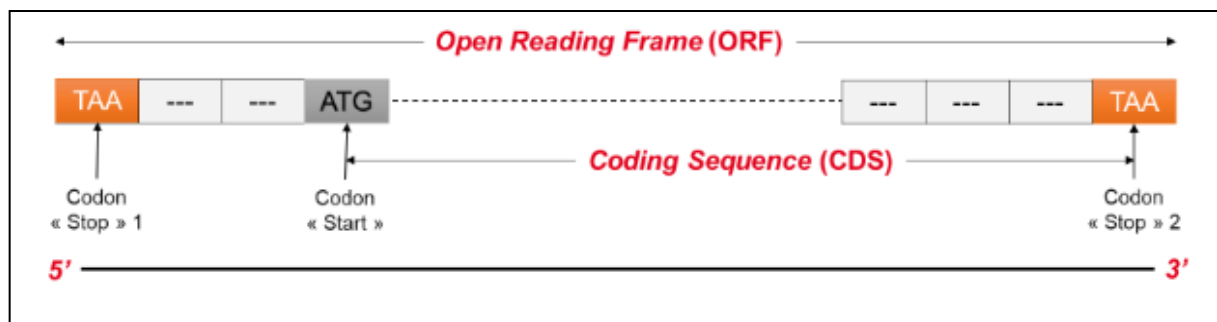 Open Reading Frame (ORF)
TAA --- --- ATG --- --- --- TAA
Coding Sequence (CDS)
Codon
« Stop » 1
Codon
« Start »
Codon
« Stop » 2
5’ 3’